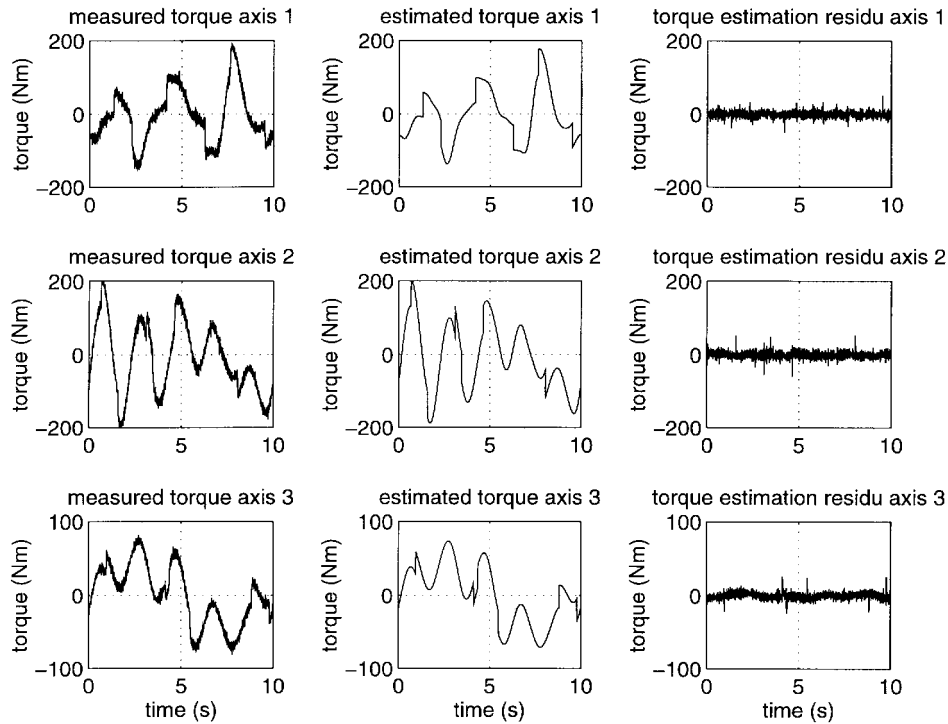 measured torque axis 1
estimated torque axis 1
torque estimation residu axis 1
torque (Nm)
200
0
−200
0 5 10
torque (Nm)
200
0
−200
0 5 10
torque (Nm)
200
0
−200
0 5 10
measured torque axis 2
estimated torque axis 2
torque estimation residu axis 2
torque (Nm)
200
0
−200
0 5 10
torque (Nm)
200
0
−200
0 5 10
torque (Nm)
200
0
−200
0 5 10
measured torque axis 3
estimated torque axis 3
torque estimation residu axis 3
torque (Nm)
100
0
−100
0 5 10
time (s)
torque (Nm)
100
0
−100
0 5 10
time (s)
torque (Nm)
100
0
−100
0 5 10
time (s)